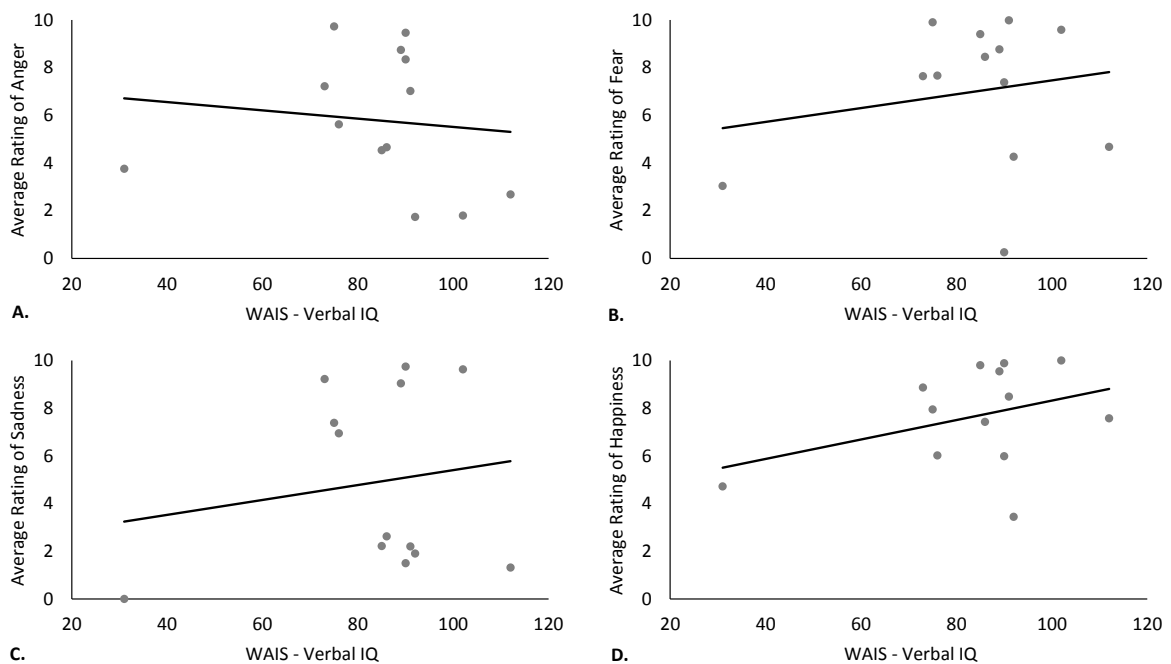 10
8
6
4
2
0
Average Rating of Anger
20 40 60 80 100 120
WAIS - Verbal IQ
A.
10
8
6
4
2
0
Average Rating of Fear
20 40 60 80 100 120
WAIS - Verbal IQ
B.
10
8
6
4
2
0
Average Rating of Sadness
20 40 60 80 100 120
WAIS - Verbal IQ
C.
10
8
6
4
2
0
Average Rating of Happiness
20 40 60 80 100 120
WAIS - Verbal IQ
D.